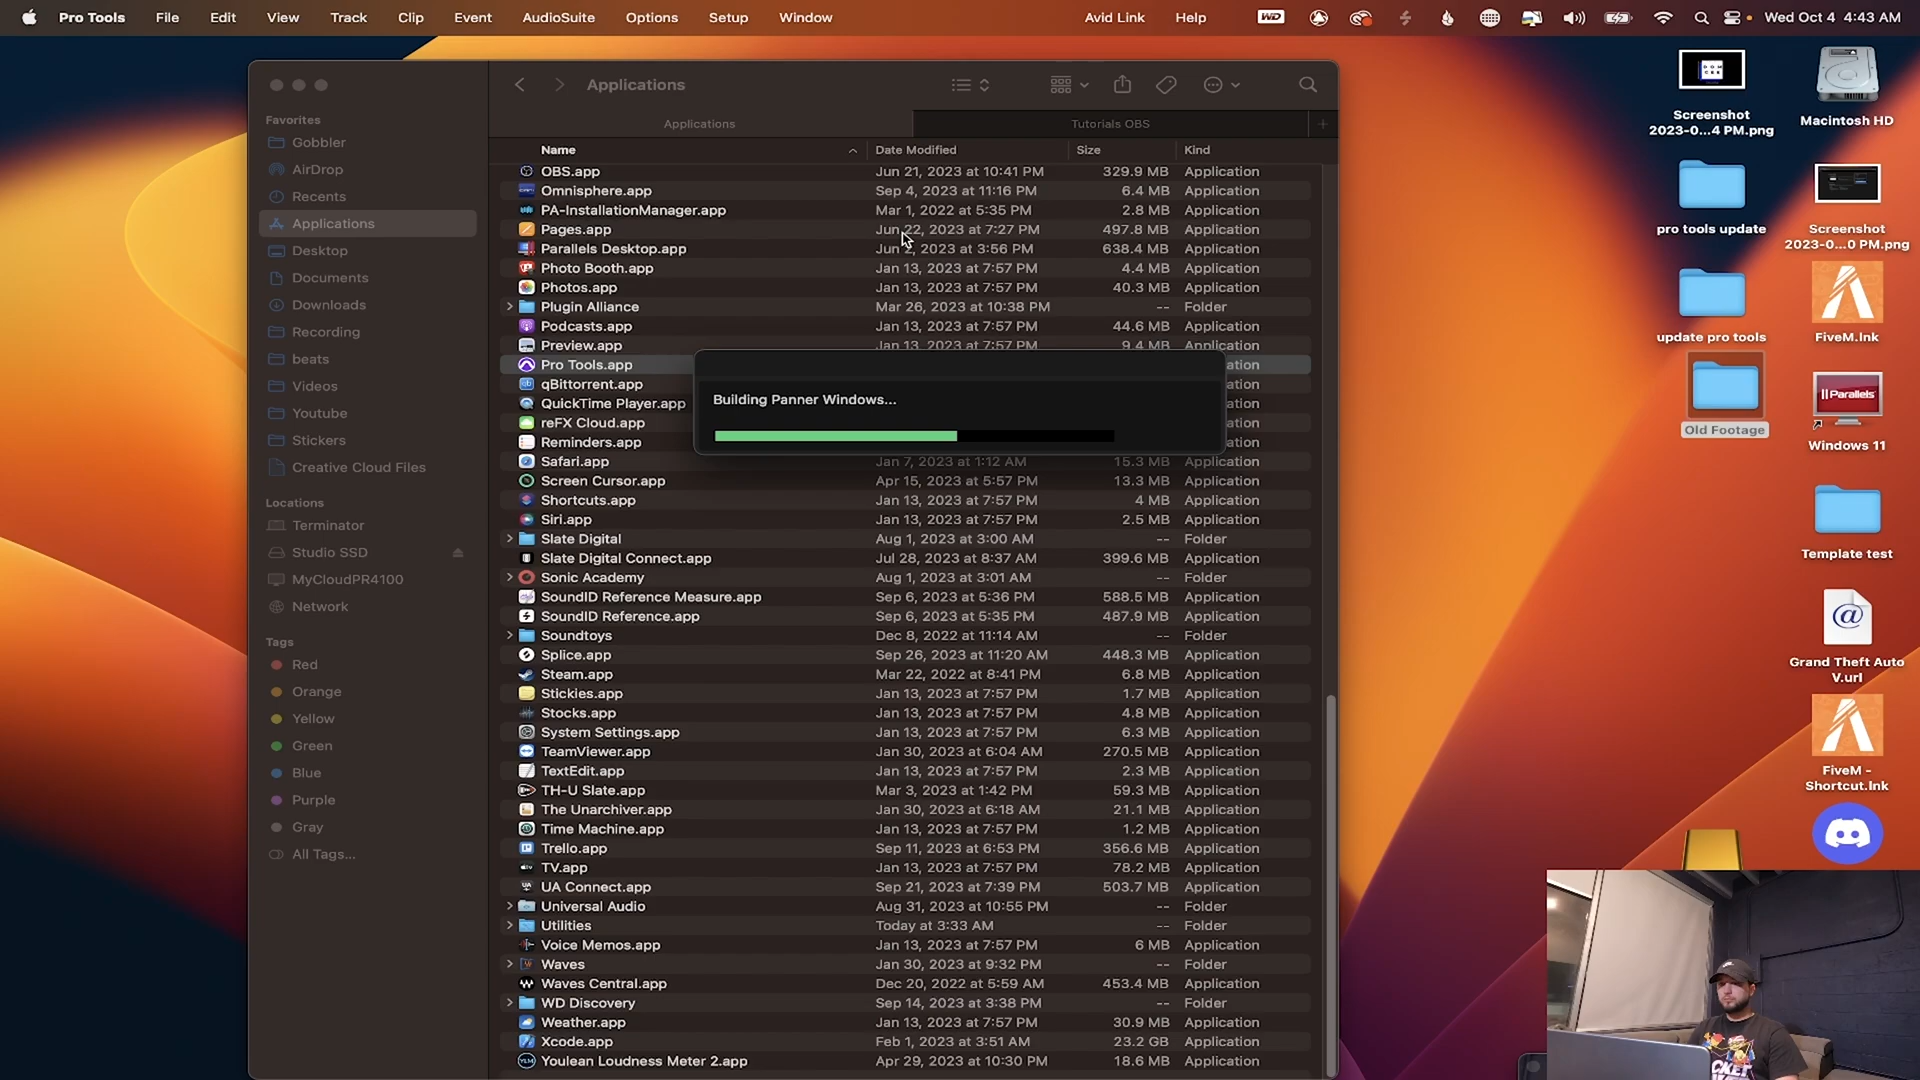 Pro Tools File Edit View Track Clip Event AudioSuite Options Setup Window Avid Link Help WD Wed Oct 4 4:43 AM
Applications
Applications Tutorials OBS
Name Date Modified Size Kind
Favorites
Gobbler
AirDrop
Recents
Applications
Desktop
Documents
Downloads
Recording
beats
Videos
Youtube
Stickers
Creative Cloud Files
Locations
Terminator
Studio SSD
MyCloudPR4100
Network
Tags
Red
Orange
Yellow
Green
Blue
Purple
Gray
All Tags...
OBS.app Jun 21, 2023 at 10:41 PM 329.9 MB Application
Omnisphere.app Sep 4, 2023 at 11:16 PM 6.4 MB Application
PA-InstallationManager.app Mar 1, 2022 at 5:35 PM 2.8 MB Application
Pages.app Jun 22, 2023 at 7:27 PM 497.8 MB Application
Parallels Desktop.app Jun 2, 2023 at 3:56 PM 638.4 MB Application
Photo Booth.app Jan 13, 2023 at 7:57 PM 4.4 MB Application
Photos.app Jan 13, 2023 at 7:57 PM 40.3 MB Application
Plugin Alliance Mar 26, 2023 at 10:38 PM -- Folder
Podcasts.app Jan 13, 2023 at 7:57 PM 44.6 MB Application
Preview.app Jan 13, 2023 at 7:57 PM 9.4 MB Application
Pro Tools.app ation
qBittorrent.app ation
QuickTime Player.app ation
reFX Cloud.app ation
Reminders.app ation
Building Panner Windows...
Safari.app Jan 7, 2023 at 1:12 AM 15.3 MB Application
Screen Cursor.app Apr 15, 2023 at 5:57 PM 13.3 MB Application
Shortcuts.app Jan 13, 2023 at 7:57 PM 4 MB Application
Siri.app Jan 13, 2023 at 7:57 PM 2.5 MB Application
Slate Digital Aug 1, 2023 at 3:00 AM -- Folder
Slate Digital Connect.app Jul 28, 2023 at 8:37 AM 399.6 MB Application
Sonic Academy Aug 1, 2023 at 3:01 AM -- Folder
SoundID Reference Measure.app Sep 6, 2023 at 5:36 PM 588.5 MB Application
SoundID Reference.app Sep 6, 2023 at 5:35 PM 487.9 MB Application
Soundtoys Dec 8, 2022 at 11:14 AM -- Folder
Splice.app Sep 26, 2023 at 11:20 AM 448.3 MB Application
Steam.app Mar 22, 2022 at 8:41 PM 6.8 MB Application
Stickies.app Jan 13, 2023 at 7:57 PM 1.7 MB Application
Stocks.app Jan 13, 2023 at 7:57 PM 4.8 MB Application
System Settings.app Jan 13, 2023 at 7:57 PM 6.3 MB Application
TeamViewer.app Jan 30, 2023 at 6:04 AM 270.5 MB Application
TextEdit.app Jan 13, 2023 at 7:57 PM 2.3 MB Application
TH-U Slate.app Mar 3, 2022 at 1:42 PM 59.3 MB Application
The Unarchiver.app Jan 30, 2023 at 6:18 AM 21.1 MB Application
Time Machine.app Jan 13, 2023 at 7:57 PM 1.2 MB Application
Trello.app Sep 11, 2023 at 6:53 PM 356.6 MB Application
TV.app Jan 13, 2023 at 7:57 PM 78.2 MB Application
UA Connect.app Sep 21, 2023 at 7:39 PM 503.7 MB Application
Universal Audio Aug 31, 2023 at 10:55 PM -- Folder
Utilities Today at 3:33 AM -- Folder
Voice Memos.app Jan 13, 2023 at 7:57 PM 6 MB Application
Waves Jan 30, 2023 at 9:32 PM -- Folder
Waves Central.app Dec 20, 2022 at 5:59 AM 453.4 MB Application
WD Discovery Sep 14, 2023 at 3:38 PM -- Folder
Weather.app Jan 13, 2023 at 7:57 PM 30.9 MB Application
Xcode.app Feb 1, 2023 at 3:51 AM 23.2 GB Application
Youlean Loudness Meter 2.app Apr 29, 2023 at 10:30 PM 18.6 MB Application
Screenshot
2023-0...4 PM.png
Macintosh HD
pro tools update
Screenshot
2023-0...0 PM.png
update pro tools
FiveM.lnk
Old Footage
Parallels
Windows 11
Template test
Grand Theft Auto
V.url
FiveM -
Shortcut.lnk